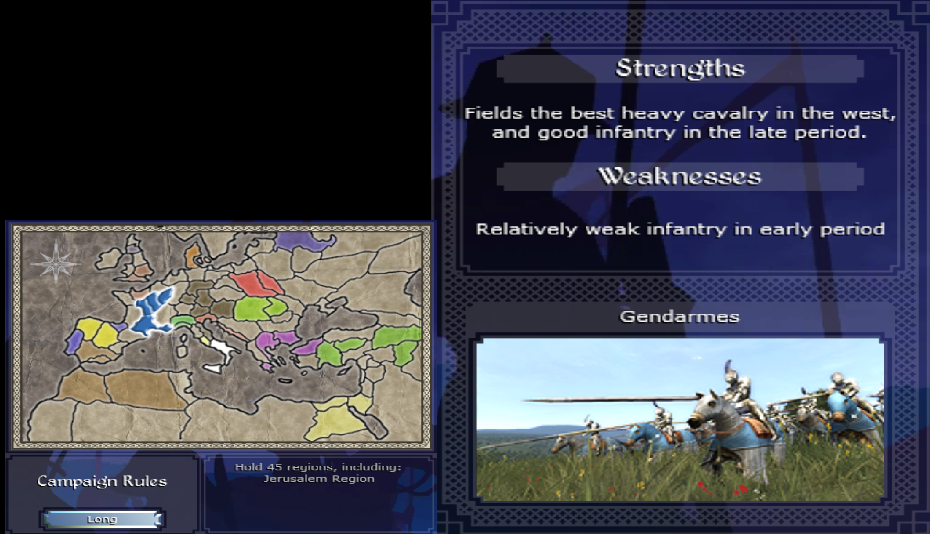 Strengths
Fields the best heavy cavalry in the west,
and good infantry in the late period.
Weaknesses
Relatively weak infantry in early period
Gendarmes
Campaign Rules
Long
Hold 45 regions, including:
Jerusalem Region